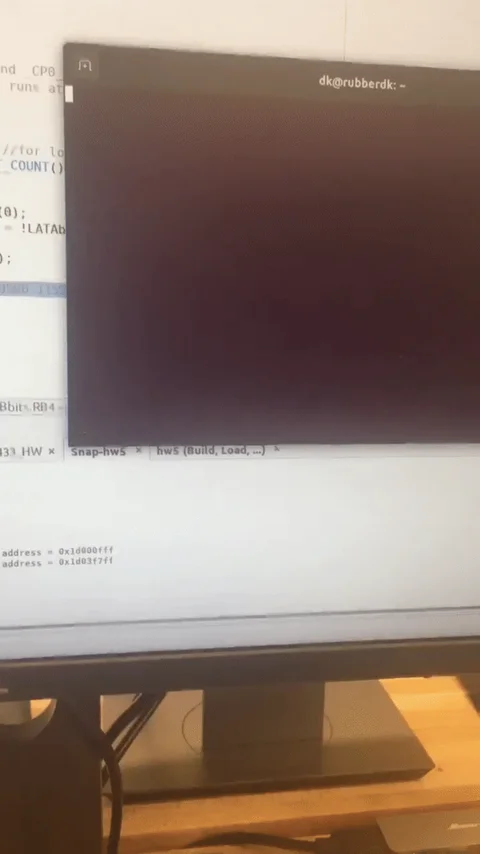 nd CP0
dk@rubberdk: ~
runs at
//for lo
_COUNT()
(0);
= !LATAb
);
Bbits.RB4
433_HW × Snap-hw5 × hw5 (Build, Load, ...)
address = 0x1d000fff
address = 0x1d03f7ff